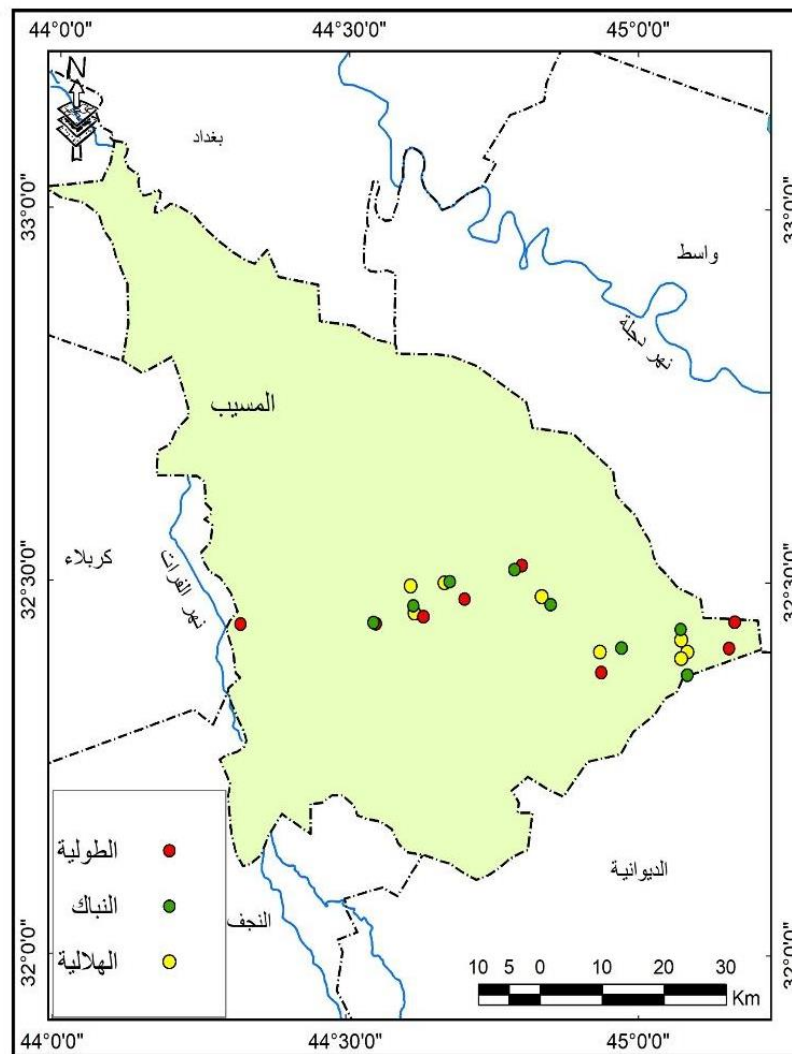 44°0'0" 44°30'0" 45°0'0"
N
بغداد
33°0'0" 33°0'0"
واسط
نهر دجلة
المسيب
كربلاء
نهر الفرات
32°30'0" 32°30'0"
الطولية
الديوانية
النباك
النجف
الهلالية
32°0'0" 32°0'0"
10 5 0 10 20 30
Km
44°0'0" 44°30'0" 45°0'0"